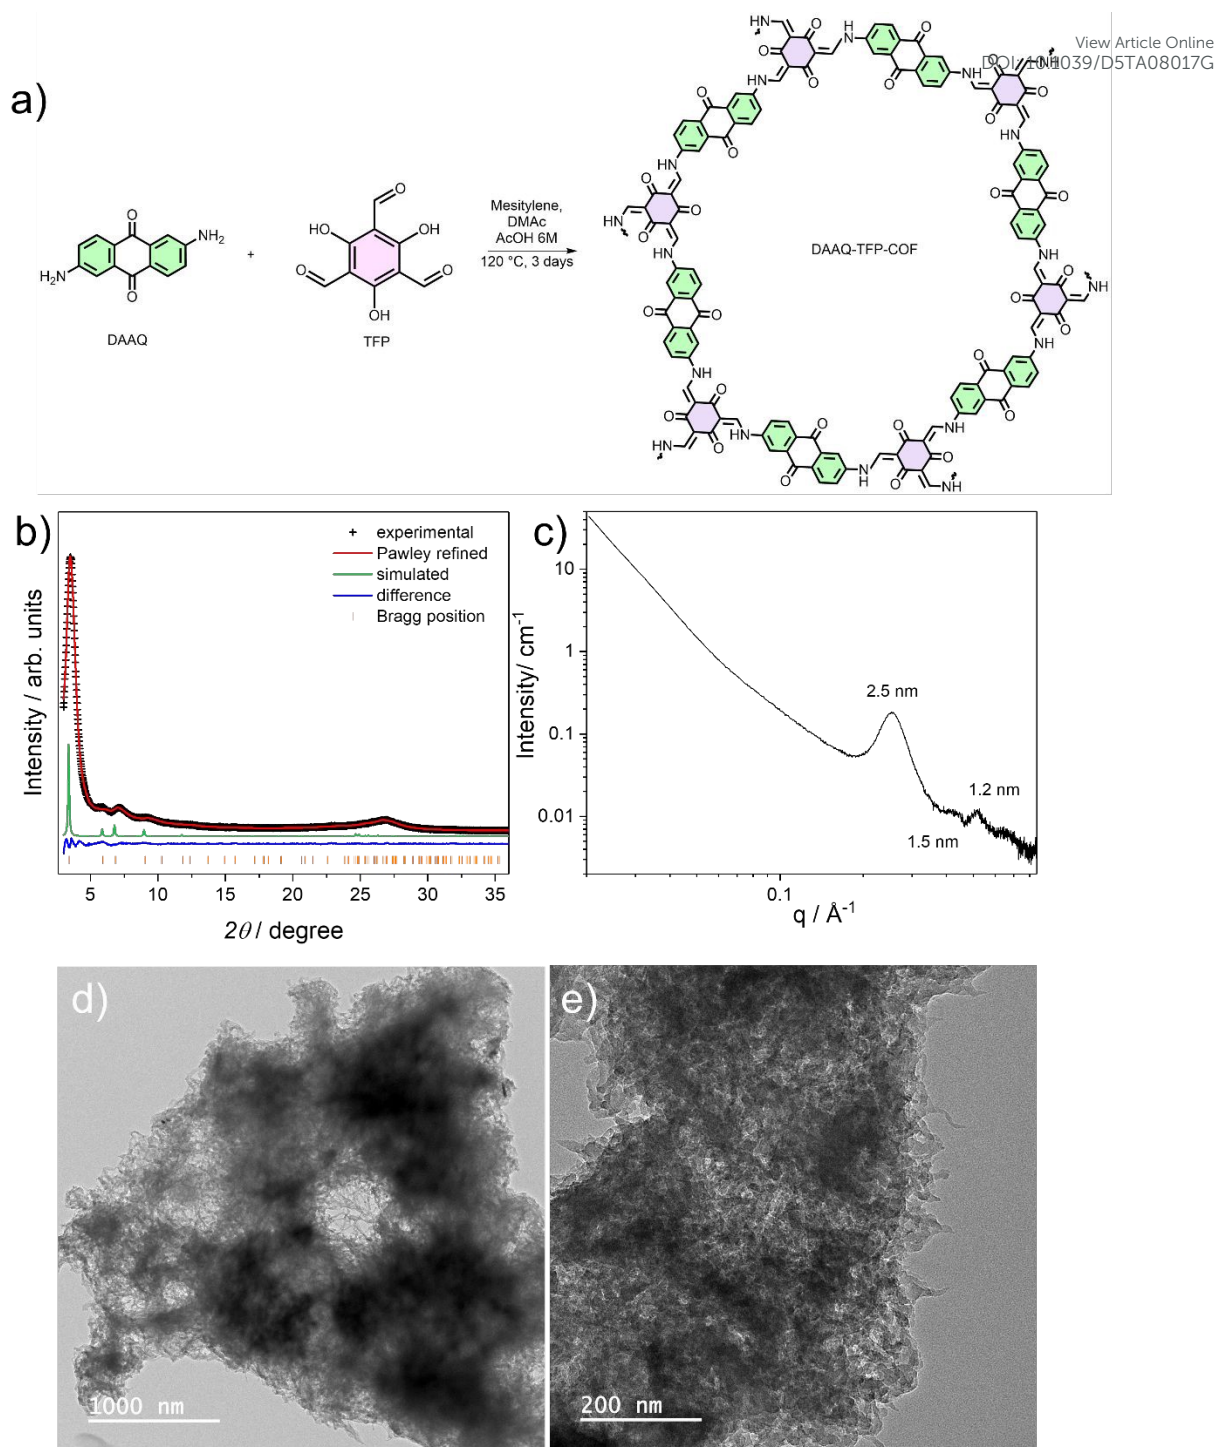 View Article Online
DOI: 10.1039/D5TA08017G
a)
DAAQ
+
TFP
Mesitylene,
DMAc
AcOH 6M
120 °C, 3 days
DAAQ-TFP-COF
O
NH₂
H₂N
O
O
HO
OH
O
O
OH
b)
experimental
Pawley refined
simulated
difference
Bragg position
Intensity / arb. units
5 10 15 20 25 30 35
2θ / degree
c)
Intensity/ cm⁻¹
10
1
0.1
0.01
2.5 nm
1.2 nm
1.5 nm
0.1
q / Å⁻¹
d)
1000 nm
e)
200 nm